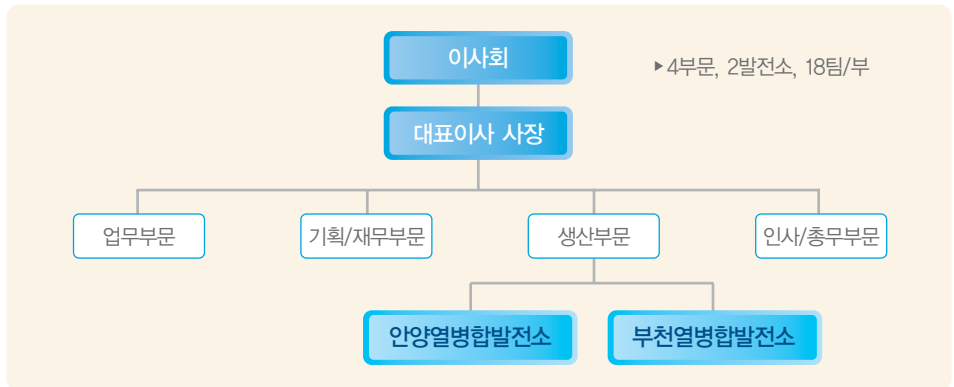 이사회
▶4부문, 2발전소, 18팀/부
대표이사 사장
업무부문
기획/재무부문
생산부문
인사/총무부문
안양열병합발전소
부천열병합발전소